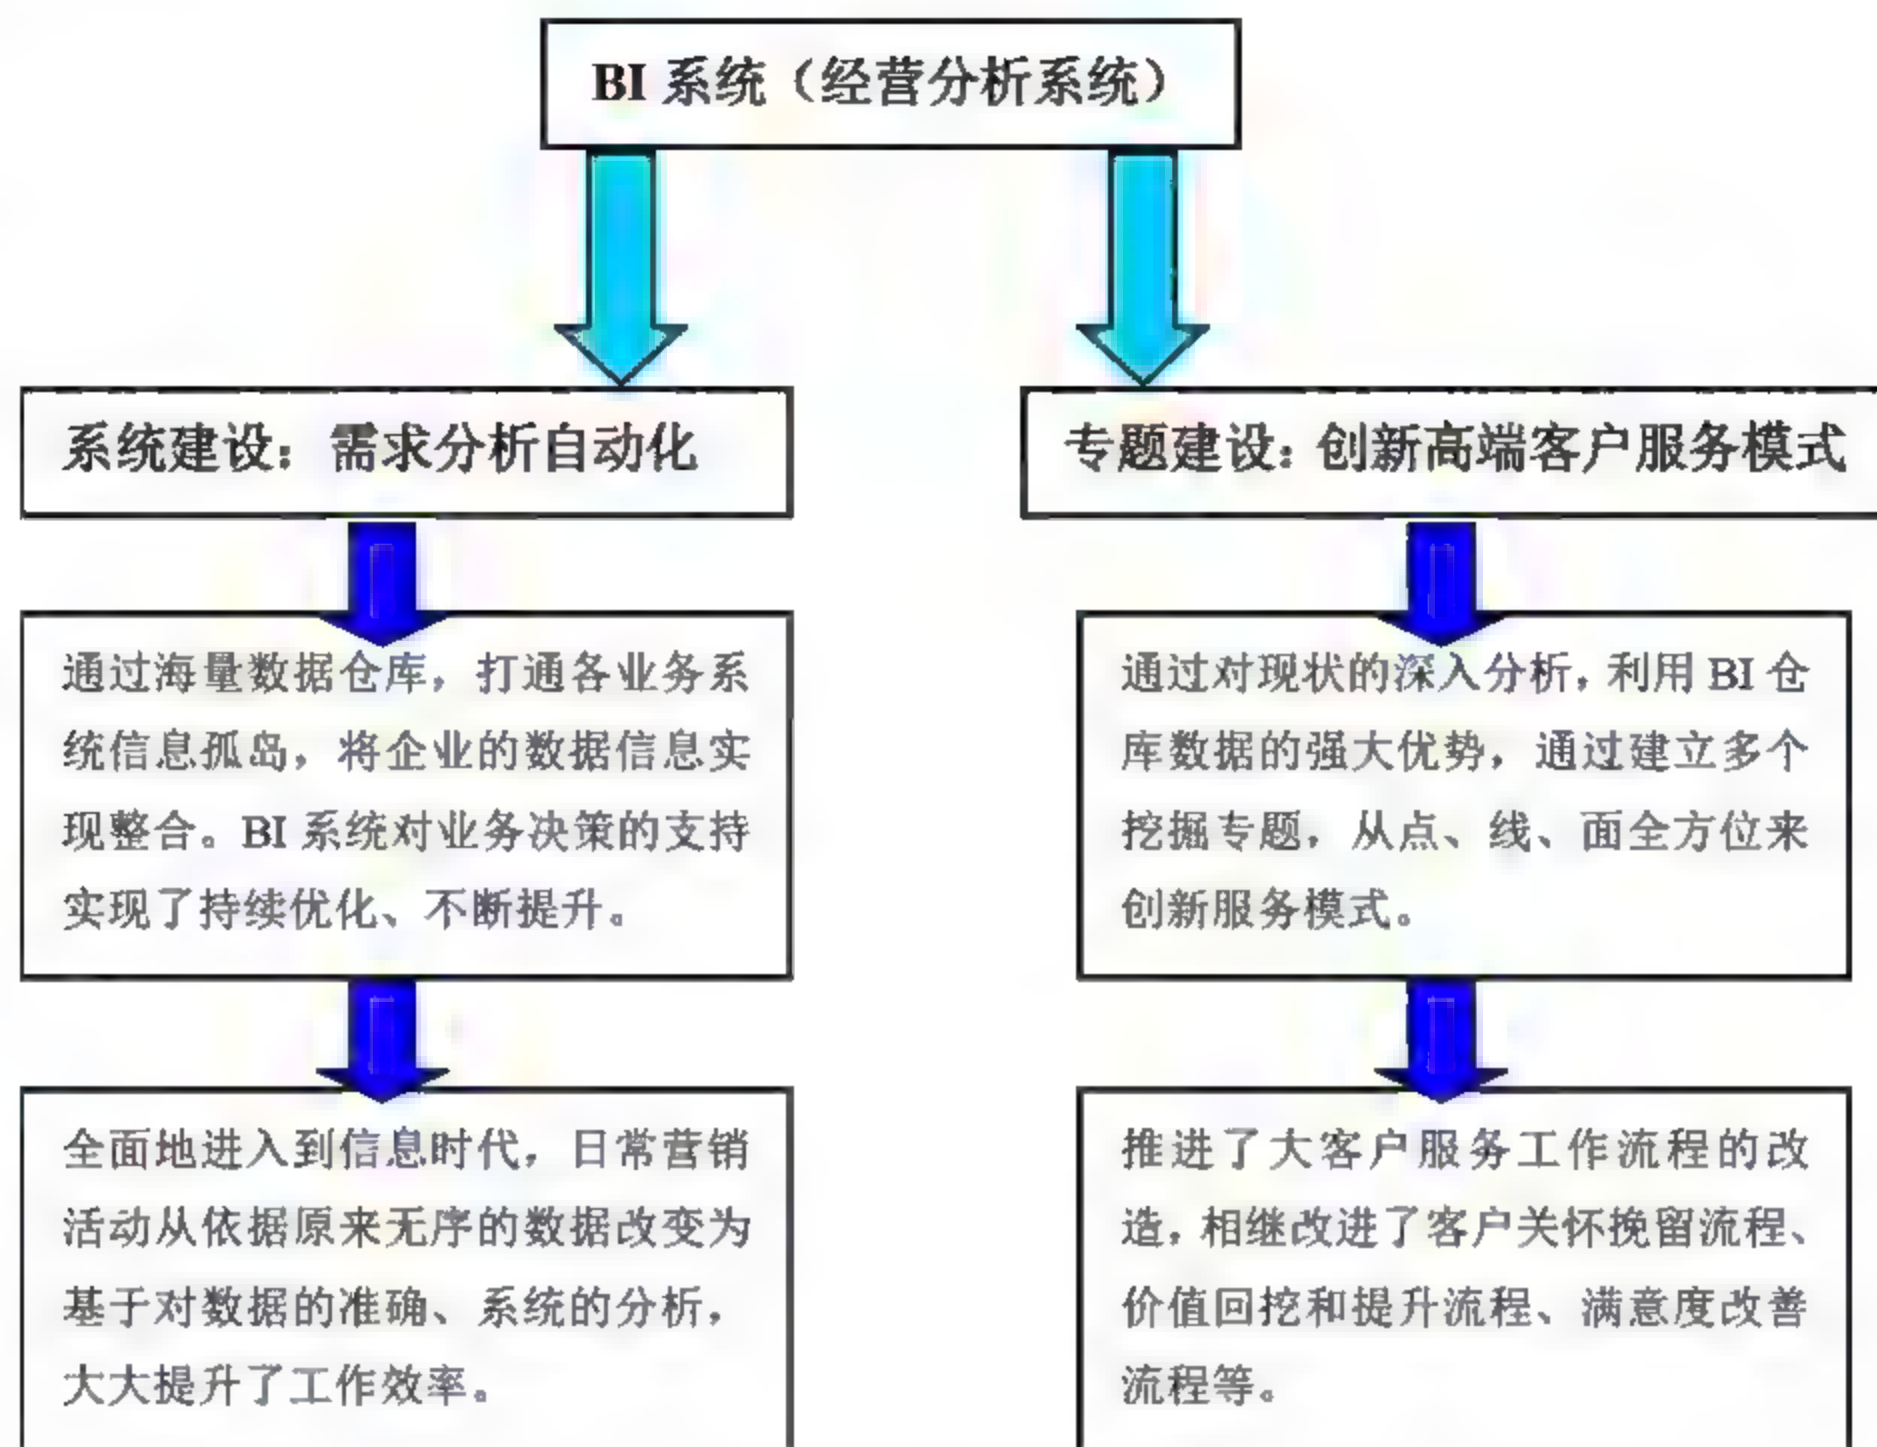 BI 系统（经营分析系统）
系统建设：需求分析自动化
专题建设：创新高端客户服务模式
通过海量数据仓库，打通各业务系
统信息孤岛，将企业的数据信息实
现整合。BI 系统对业务决策的支持
实现了持续优化、不断提升。
通过对现状的深入分析，利用 BI 仓
库数据的强大优势，通过建立多个
挖掘专题，从点、线、面全方位来
创新服务模式。
全面地进入到信息时代，日常营销
活动从依据原来无序的数据改变为
基于对数据的准确、系统的分析，
大大提升了工作效率。
推进了大客户服务工作流程的改
造，相继改进了客户关怀挽留流程、
价值回挖和提升流程、满意度改善
流程等。